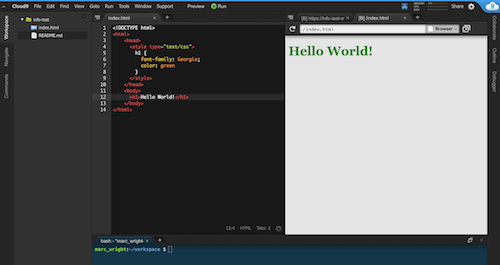 Cloud9 File Edit Find View Goto Run Tools Window Support Preview Run Share
Workspace
Navigate
Commands
info-test
index.html
README.md
index.html
1 <!DOCTYPE html>
2 <html>
3 <head>
4 <style type="text/css">
5 h1 {
6 font-family: Georgia;
7 color: green
8 }
9 </style>
10 </head>
11 <body>
12 <h1>Hello World!</h1>
13 </body>
14 </html>
12:4 HTML Tabs: 2
[B] https://info-test-m
[B] /index.html
/index.html
Browser
Hello World!
Collaborate
Outline
Debugger
bash - "marc_wright-
marc_wright:~/workspace $